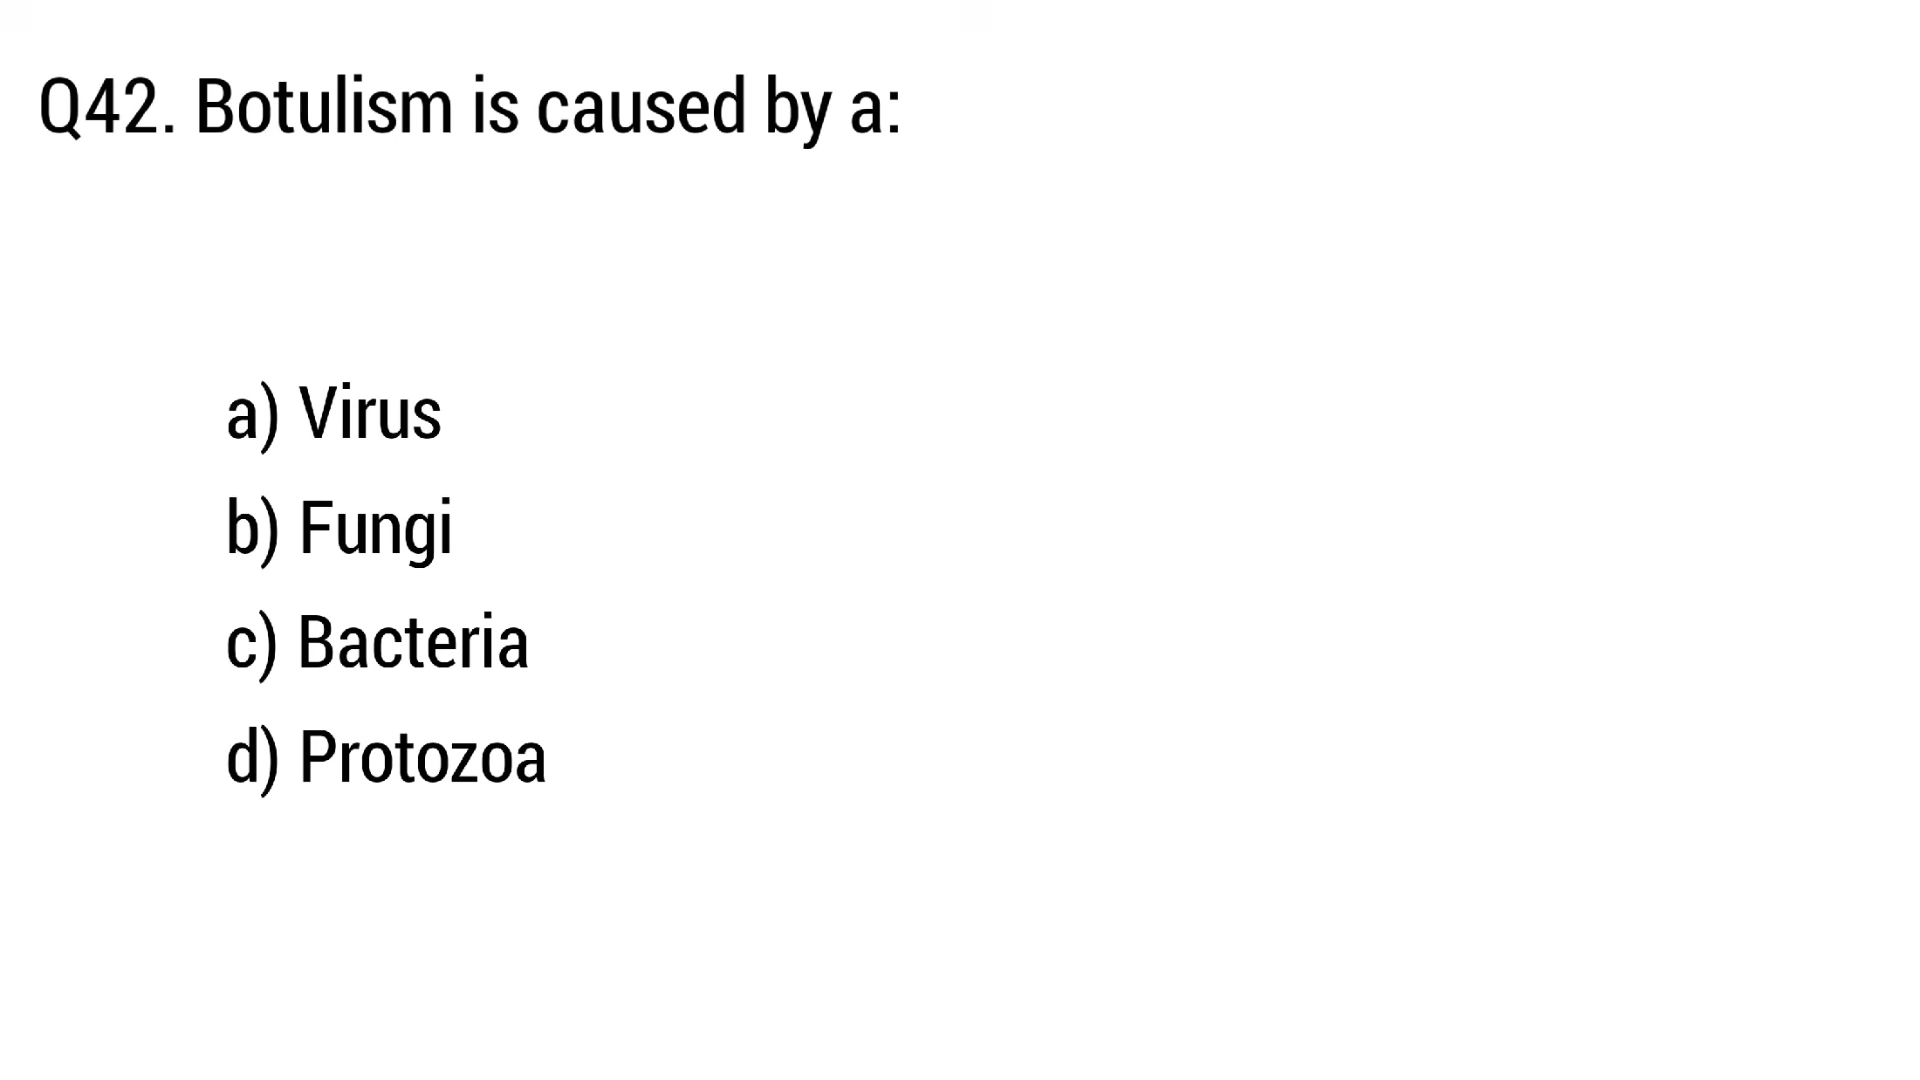 Q42. Botulism is caused by a:
a) Virus
b) Fungi
c) Bacteria
d) Protozoa